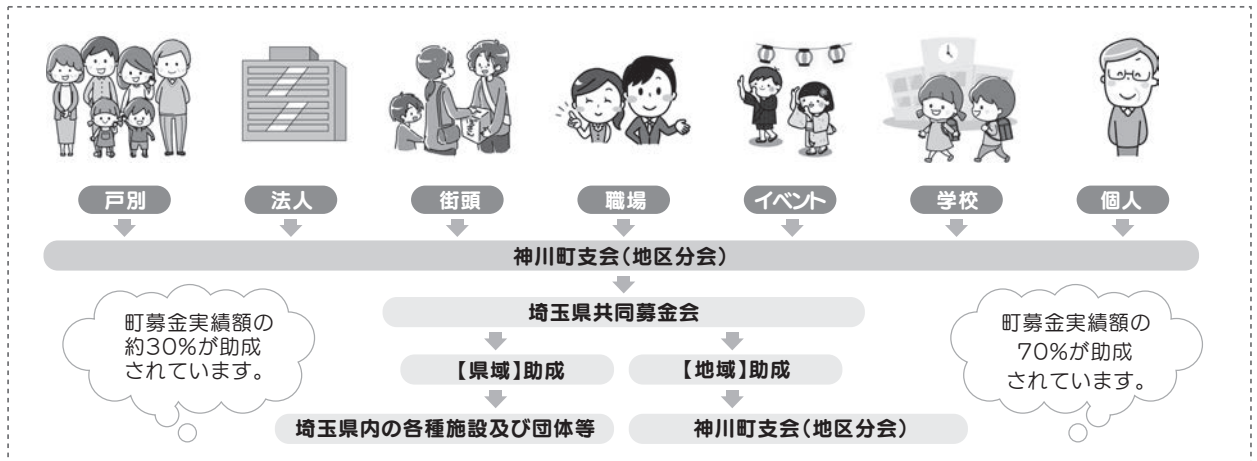 戸別
法人
街頭
職場
イベント
学校
個人
神川町支会(地区分会)
埼玉県共同募金会
町募金実績額の
約30%が助成
されています。
町募金実績額の
70%が助成
されています。
【県域】助成
【地域】助成
埼玉県内の各種施設及び団体等
神川町支会(地区分会)